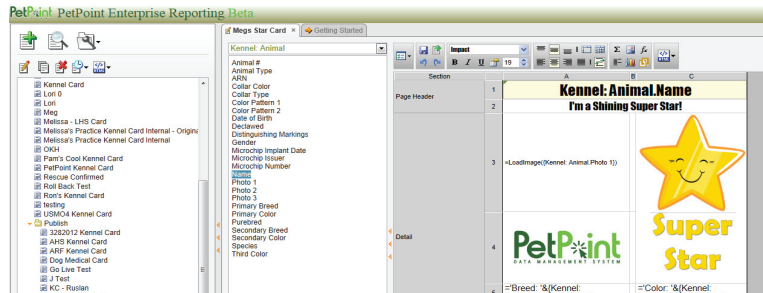 PetPoint PetPoint Enterprise Reporting Beta
Megs Star Card × Getting Started ×
Kennel: Animal
Animal #
Animal Type
ARN
Collar Color
Collar Type
Color Pattern 1
Color Pattern 2
Date of Birth
Declawed
Distinguishing Markings
Gender
Microchip Implant Date
Microchip Issuer
Microchip Number
Name
Photo 1
Photo 2
Photo 3
Primary Breed
Primary Color
Purebred
Secondary Breed
Secondary Color
Species
Third Color
Kennel Card
Lori 0
Lori
Meg
Melissa - LHS Card
Melissa's Practice Kennel Card Internal - Origina
Melissa's Practice Kennel Card Internal
OKH
Pam's Cool Kennel Card
PetPoint Kennel Card
Rescue Confirmed
Roll Back Test
Ron's Kennel Card
testing
USMO4 Kennel Card
Publish
3282012 Kennel Card
AHS Kennel Card
ARF Kennel Card
Dog Medical Card
Go Live Test
J Test
KC - Ruslan
Impact
B I U 19
Section A B C
Page Header
1 Kennel: Animal.Name
2 I'm a Shining Super Star!
Detail
3 =LoadImage({Kennel: Animal.Photo 1})
4 PetPoint
DATA MANAGEMENT SYSTEM
Super
Star
5 ='Breed: '&{Kennel: ='Color: '&{Kennel: